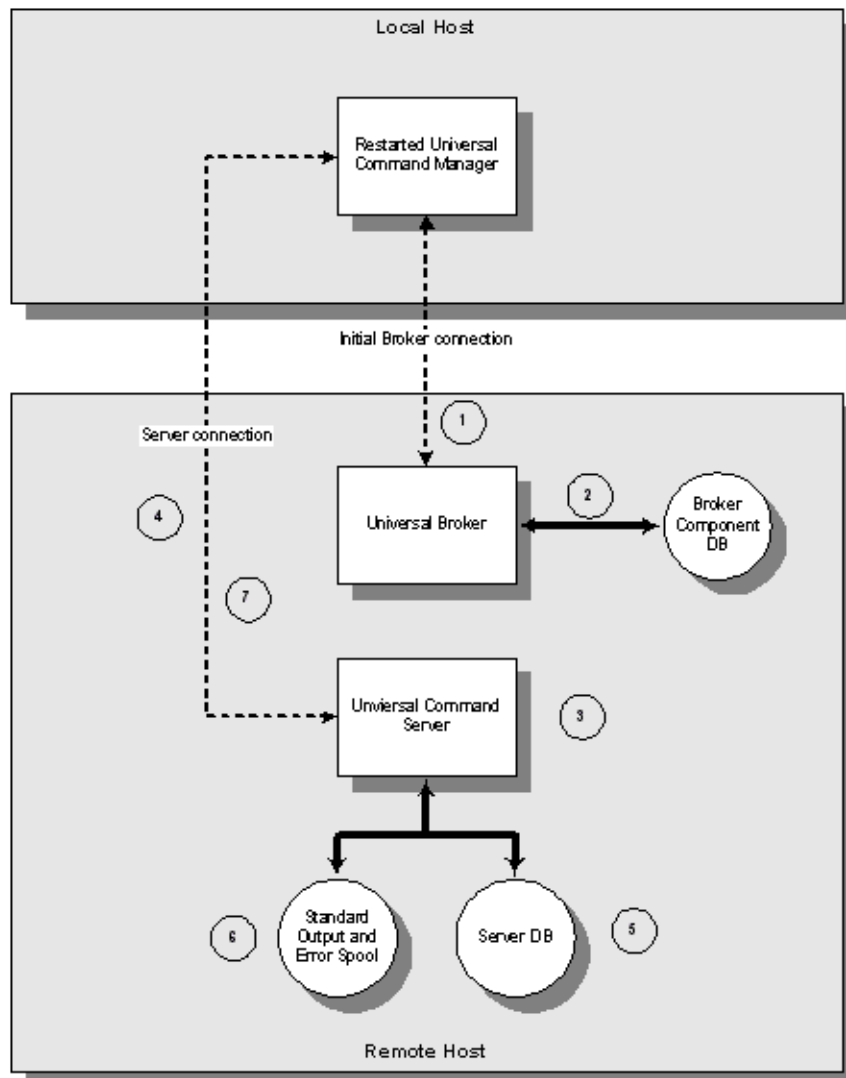 Local Host
Restarted Universal
Command Manager
Initial Broker connection
1
Server connection
2
Broker
Component
DB
4
Universal Broker
7
Unviersal Command
Server
3
6
Standard
Output and
Error Spool
Server DB
5
Remote Host